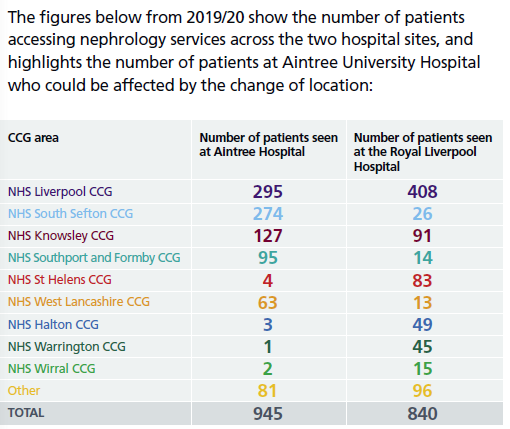 The figures below from 2019/20 show the number of patients
accessing nephrology services across the two hospital sites, and
highlights the number of patients at Aintree University Hospital
who could be affected by the change of location:
CCG area Number of patients seen at Aintree Hospital Number of patients seen at the Royal Liverpool Hospital
NHS Liverpool CCG 295 408
NHS South Sefton CCG 274 26
NHS Knowsley CCG 127 91
NHS Southport and Formby CCG 95 14
NHS St Helens CCG 4 83
NHS West Lancashire CCG 63 13
NHS Halton CCG 3 49
NHS Warrington CCG 1 45
NHS Wirral CCG 2 15
Other 81 96
TOTAL 945 840